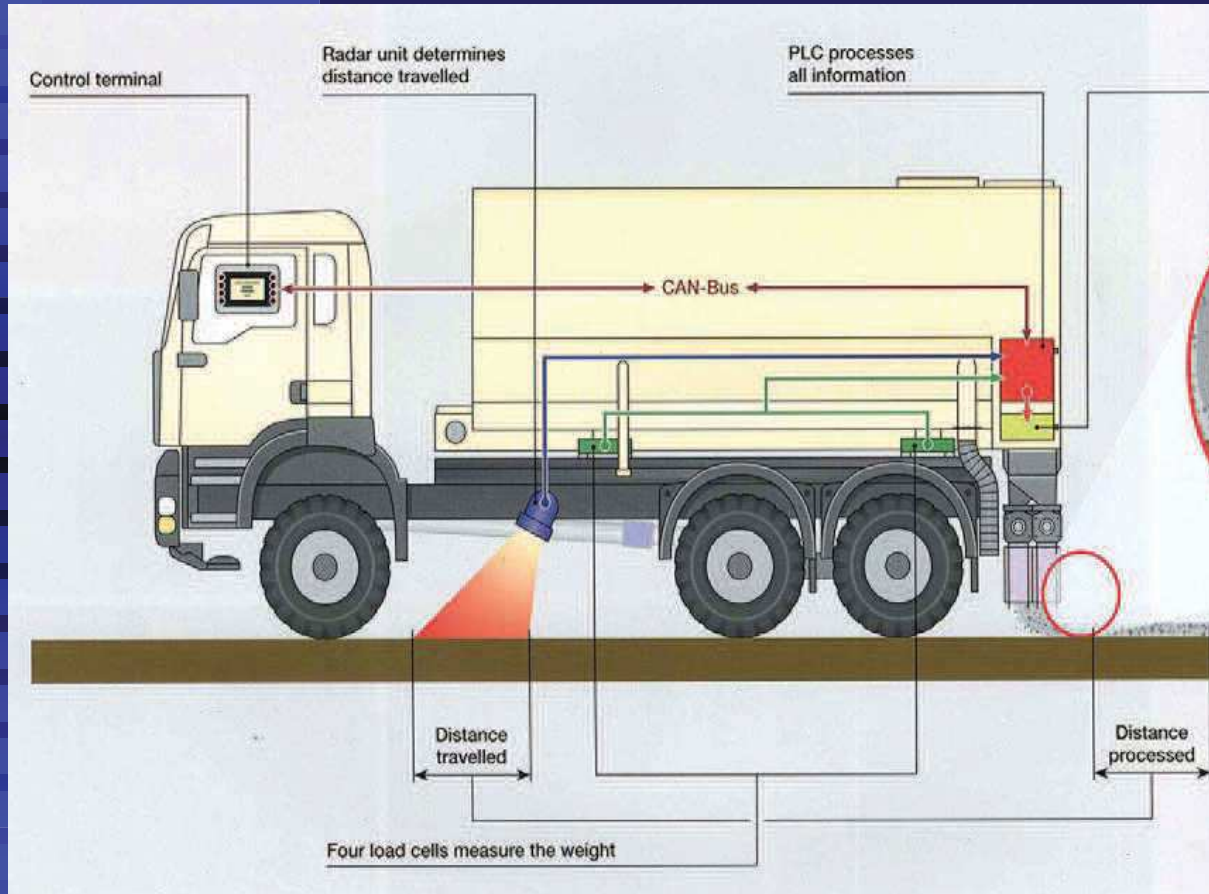 Control terminal
Radar unit determines
distance travelled
PLC processes
all information
CAN-Bus
Distance
travelled
Distance
processed
Four load cells measure the weight